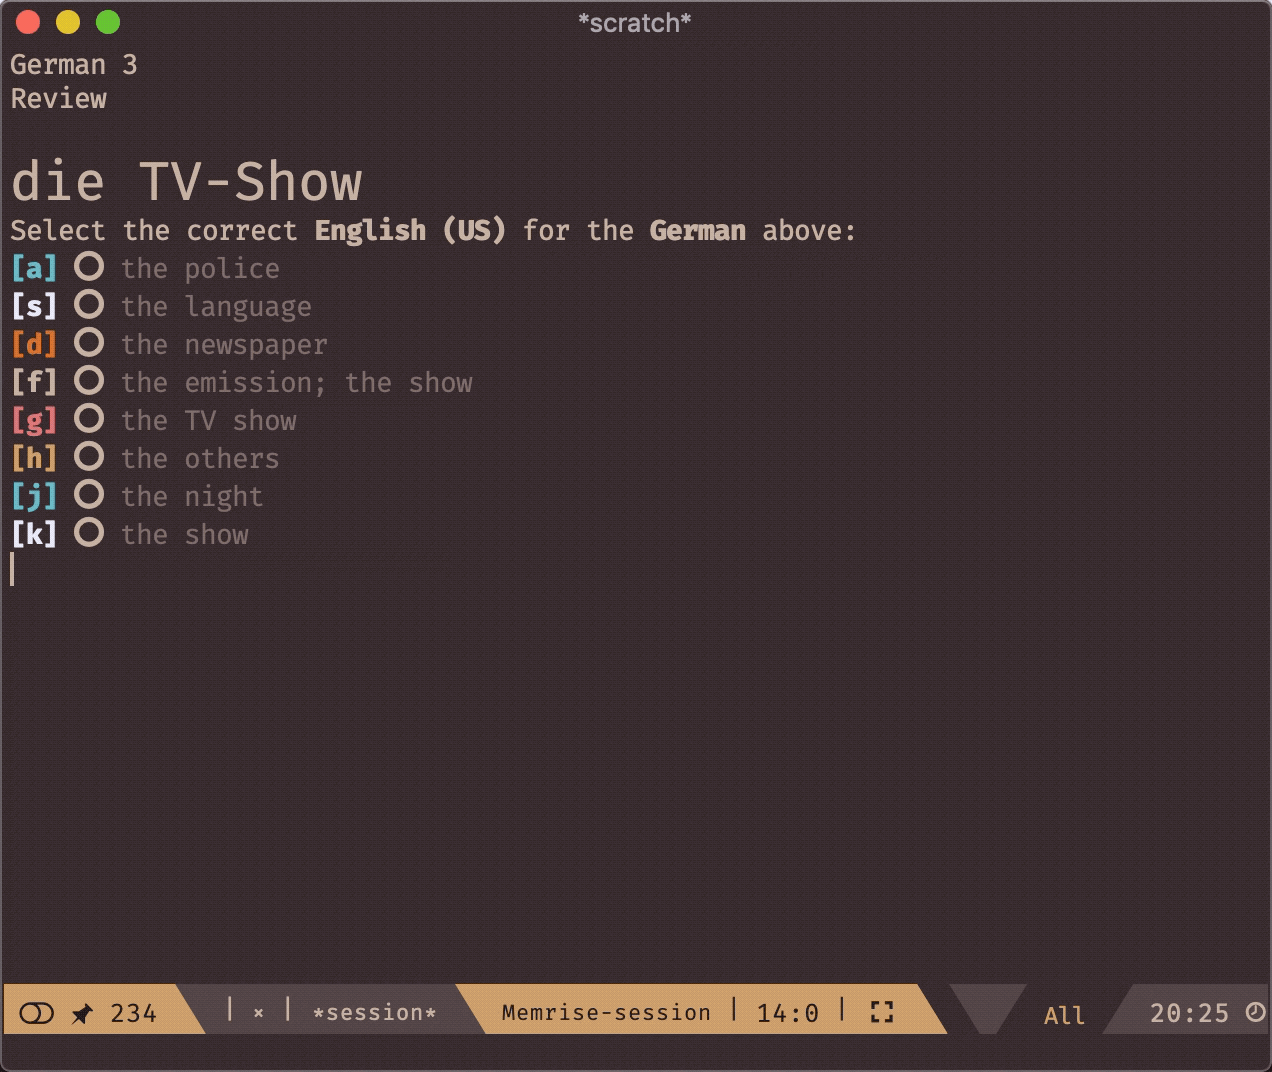 *scratch*
German 3
Review
die TV-Show
Select the correct English (US) for the German above:
[a] the police
[s] the language
[d] the newspaper
[f] the emission; the show
[g] the TV show
[h] the others
[j] the night
[k] the show
234 | × | *session* Memrise-session | 14:0 | All 20:25